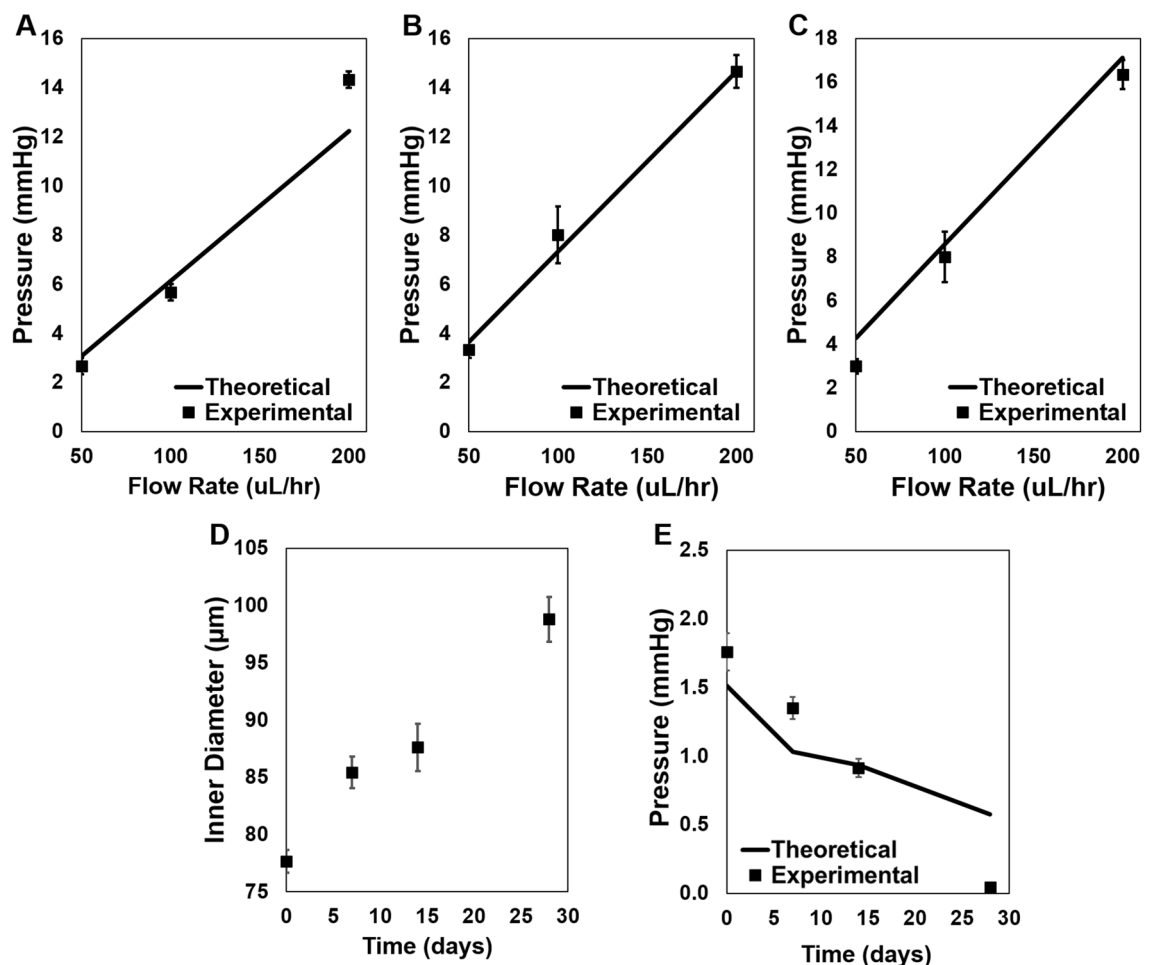 A
Pressure (mmHg)
16
14
12
10
8
6
4
2
0
Theoretical
Experimental
50 100 150 200
Flow Rate (uL/hr)
B
Pressure (mmHg)
16
14
12
10
8
6
4
2
0
Theoretical
Experimental
50 100 150 200
Flow Rate (uL/hr)
C
Pressure (mmHg)
18
16
14
12
10
8
6
4
2
0
Theoretical
Experimental
50 100 150 200
Flow Rate (uL/hr)
D
Inner Diameter (μm)
105
100
95
90
85
80
75
0 5 10 15 20 25 30
Time (days)
E
Pressure (mmHg)
2.5
2.0
1.5
1.0
0.5
0.0
Theoretical
Experimental
0 5 10 15 20 25 30
Time (days)